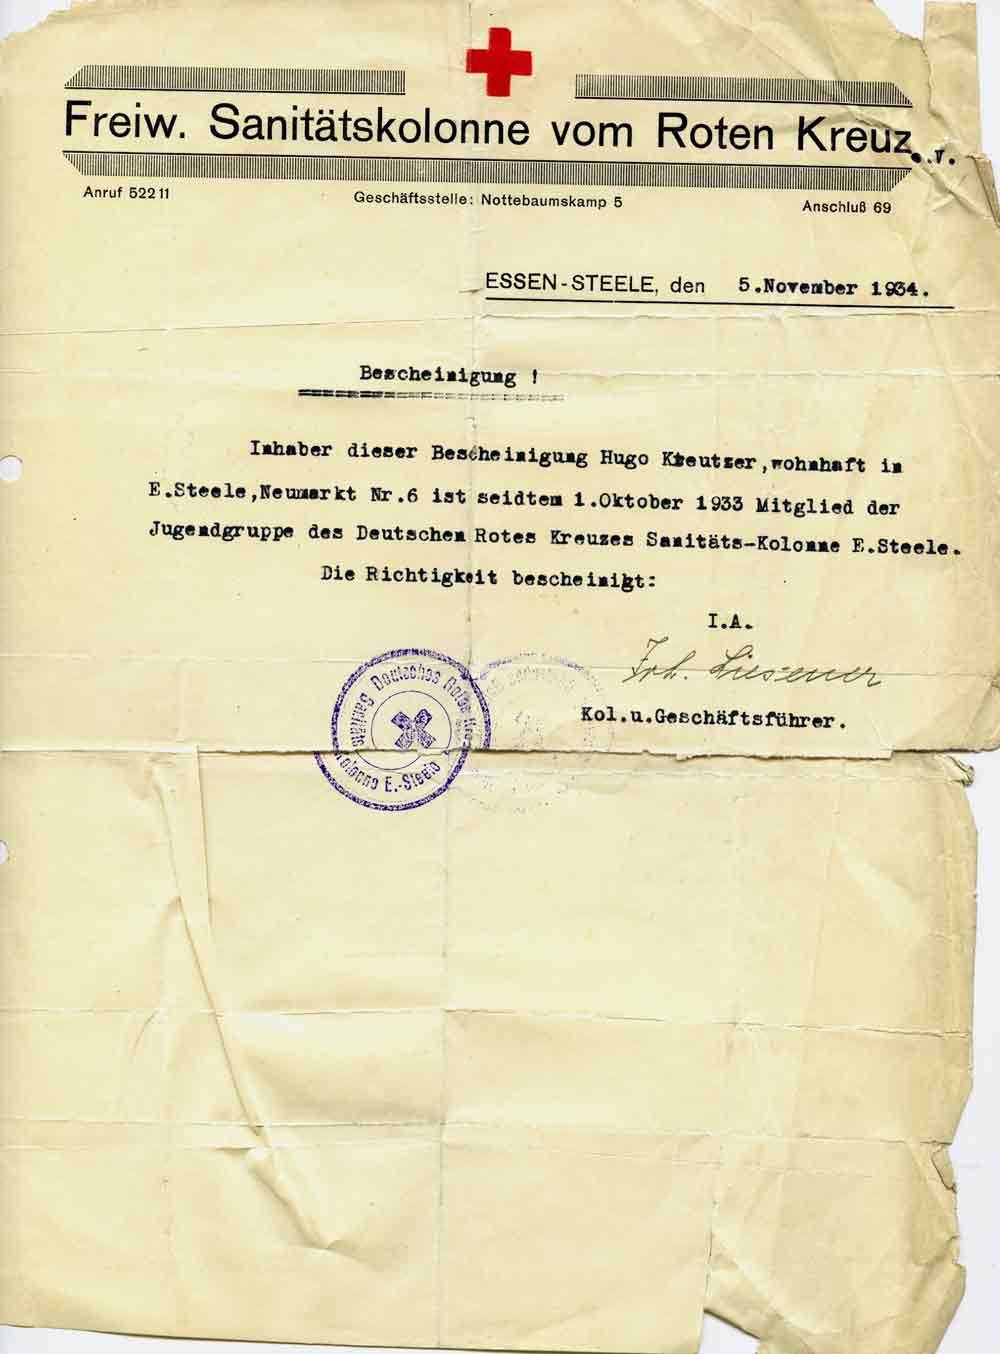 Freiw. Sanitätskolonne vom Roten Kreuz e.v.
Anruf 52211
Geschäftsstelle: Nottebaumskamp 5
Anschluß 69
ESSEN-STEELE, den 5.November 1934.
Bescheinigung !
Inhaber dieser Bescheinigung Hugo Kreutzer,wohnhaft in
E.Steele,Neumarkt Nr.6 ist seidtem 1.Oktober 1933 Mitglied der
Jugendgruppe des Deutschen Rotes Kreuzes Sanitäts-Kolonne E.Steele.
Die Richtigkeit bescheinigt:
I.A.
Liesener
Kol.u.Geschäftsführer.
Deutsches Rotes Kreuz
Sanitäts
kolonne E.-Steele